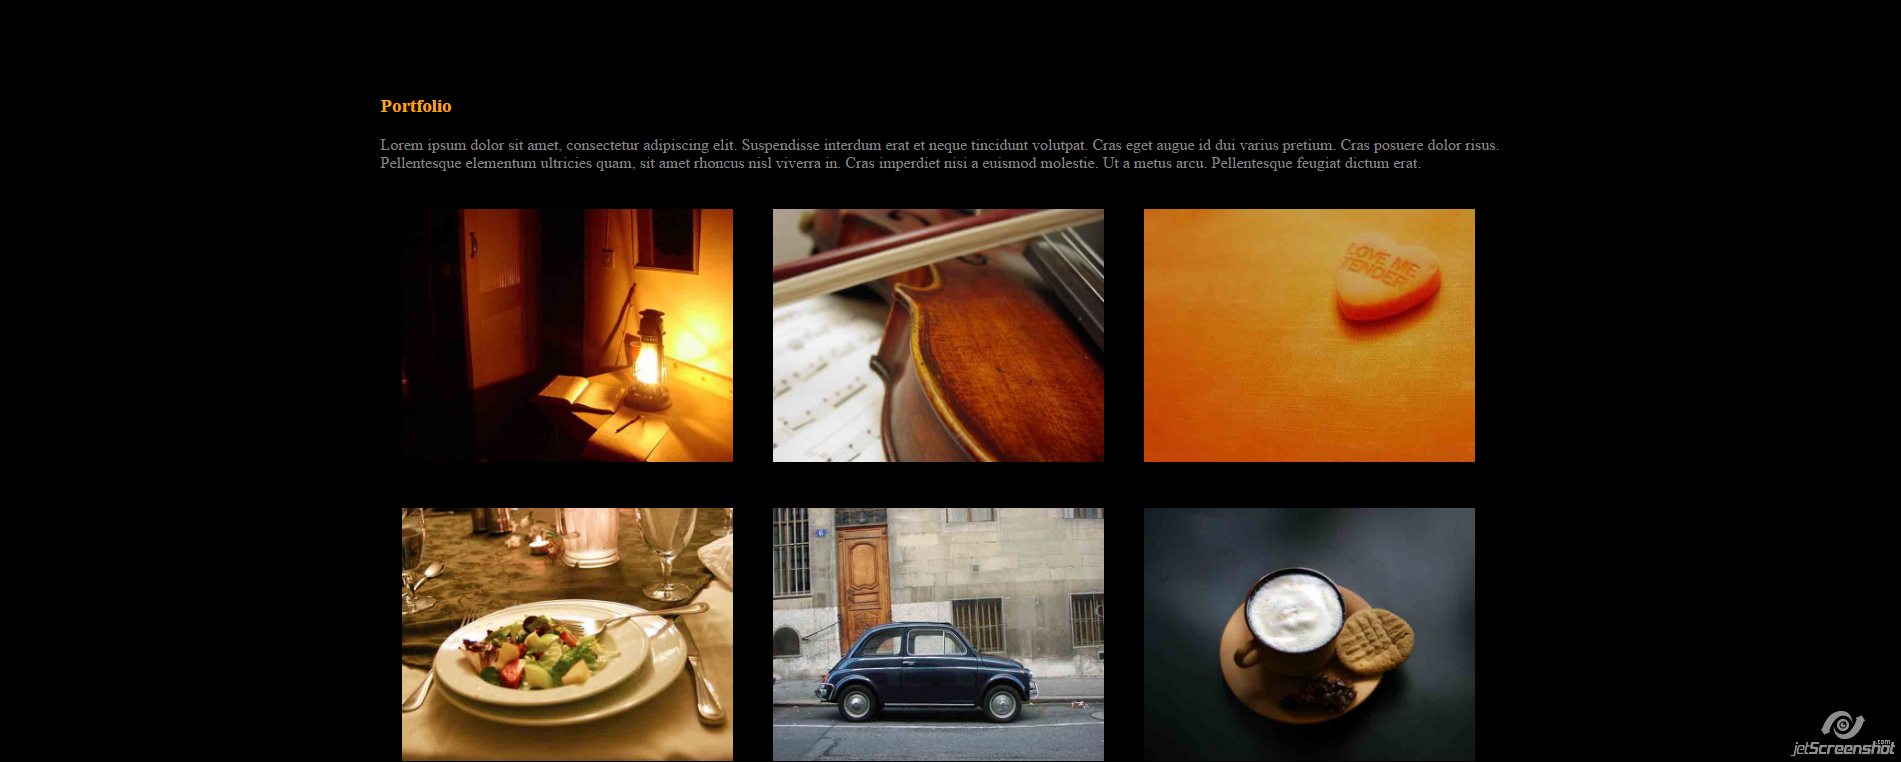 Portfolio
Lorem ipsum dolor sit amet, consectetur adipiscing elit. Suspendisse interdum erat et neque tincidunt volutpat. Cras eget augue id dui varius pretium. Cras posuere dolor risus.
Pellentesque elementum ultricies quam, sit amet rhoncus nisl viverra in. Cras imperdiet nisi a euismod molestie. Ut a metus arcu. Pellentesque feugiat dictum erat.
LOVE ME
TENDER
6
jetScreenshot.com